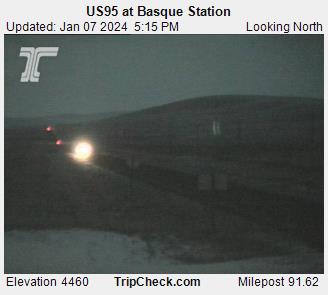 US95 at Basque Station
Updated: Jan 07 2024 5:15 PM Looking North
Elevation 4460 TripCheck.com Milepost 91.62